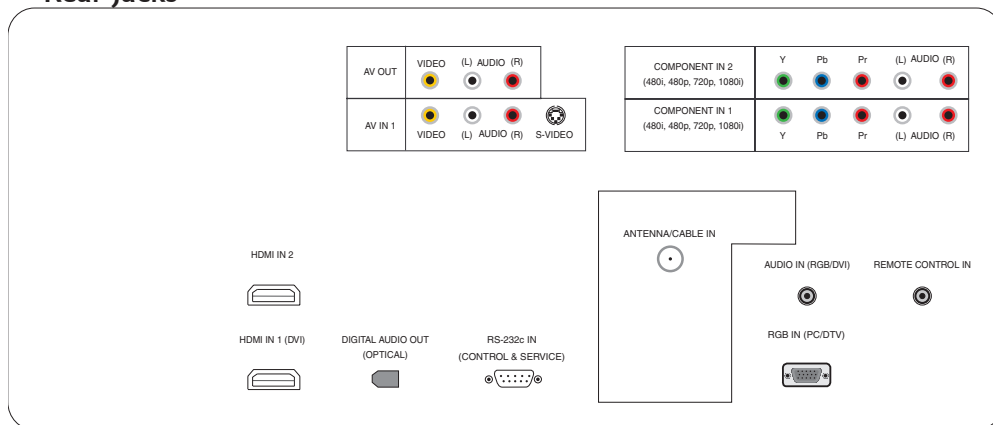 Rear jacks
AV OUT
VIDEO (L) AUDIO (R)
AV IN 1
VIDEO (L) AUDIO (R) S-VIDEO
COMPONENT IN 2
(480i, 480p, 720p, 1080i)
Y Pb Pr (L) AUDIO (R)
COMPONENT IN 1
(480i, 480p, 720p, 1080i)
Y Pb Pr (L) AUDIO (R)
ANTENNA/CABLE IN
HDMI IN 2
AUDIO IN (RGB/DVI)
REMOTE CONTROL IN
HDMI IN 1 (DVI)
DIGITAL AUDIO OUT
(OPTICAL)
RS-232c IN
(CONTROL & SERVICE)
RGB IN (PC/DTV)